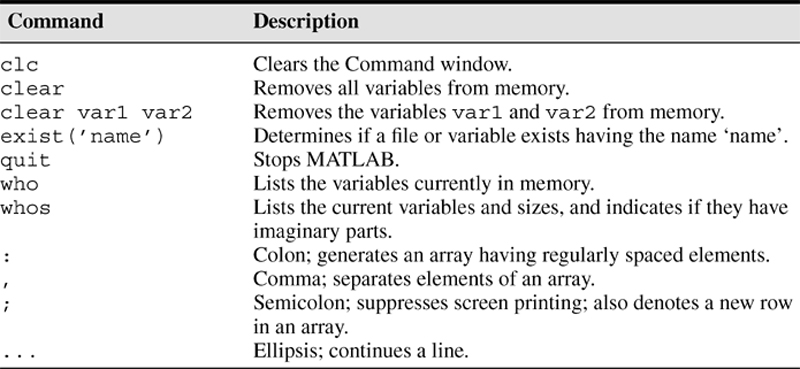 Command Description
clc Clears the Command window.
clear Removes all variables from memory.
clear var1 var2 Removes the variables var1 and var2 from memory.
exist(’name’) Determines if a file or variable exists having the name ‘name’.
quit Stops MATLAB.
who Lists the variables currently in memory.
whos Lists the current variables and sizes, and indicates if they have
imaginary parts.
: Colon; generates an array having regularly spaced elements.
, Comma; separates elements of an array.
; Semicolon; suppresses screen printing; also denotes a new row
in an array.
... Ellipsis; continues a line.